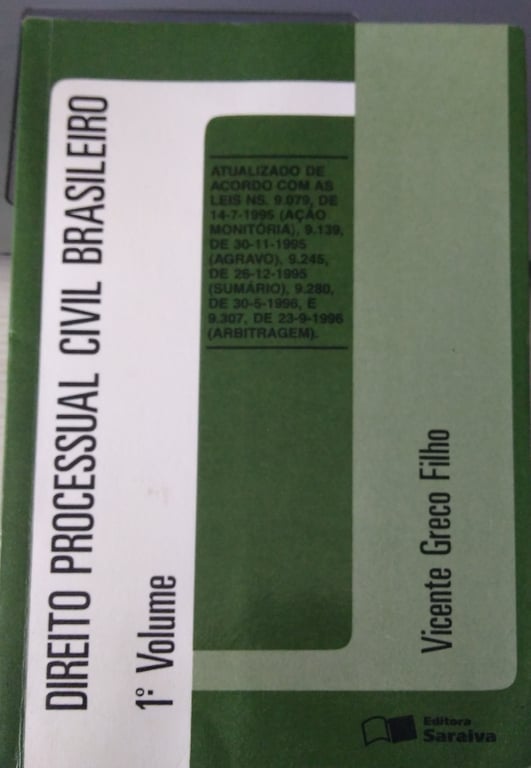 DIREITO PROCESSUAL CIVIL BRASILEIRO
1º Volume
ATUALIZADO DE
ACORDO COM AS
LEIS NS. 9.079, DE
14-7-1995 (AÇÃO
MONITÓRIA), 9.139,
DE 30-11-1995
(AGRAVO), 9.245,
DE 26-12-1995
(SUMÁRIO), 9.280,
DE 30-5-1996, E
9.307, DE 23-9-1996
(ARBITRAGEM).
Vicente Greco Filho
Editora
Saraiva